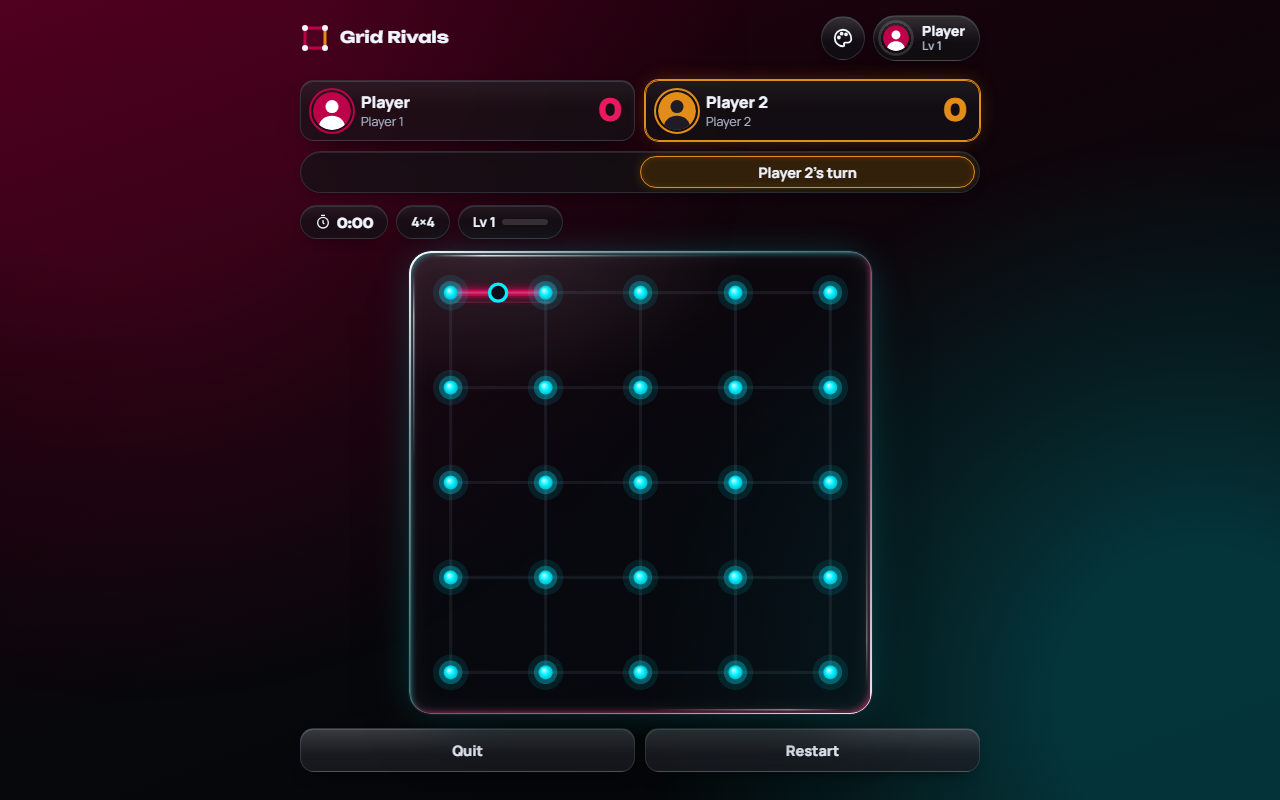 Grid Rivals
Player
Lv 1
Player
Player 1
0
Player 2
Player 2
0
Player 2's turn
0:00
4×4
Lv 1
Quit
Restart